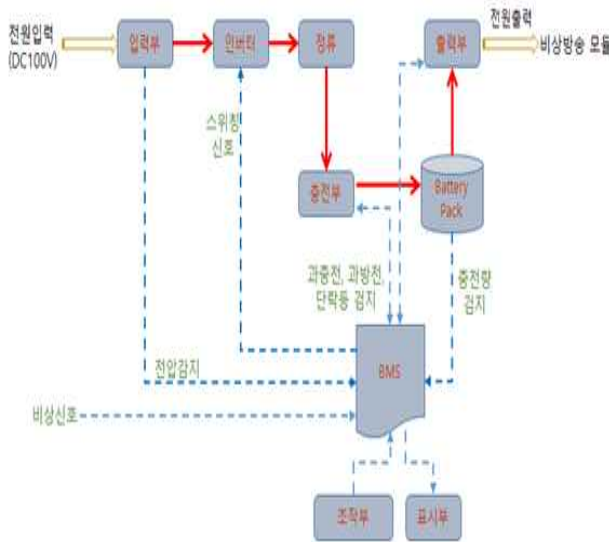 전원입력
(DC100V)
입력부
인버터
정류
출력부
전원출력
비상방송 모듈
스위칭
신호
충전부
Battery
Pack
과충전, 과방전,
단락등 검지
충전량
검지
전압감지
BMS
비상신호
조작부
표시부